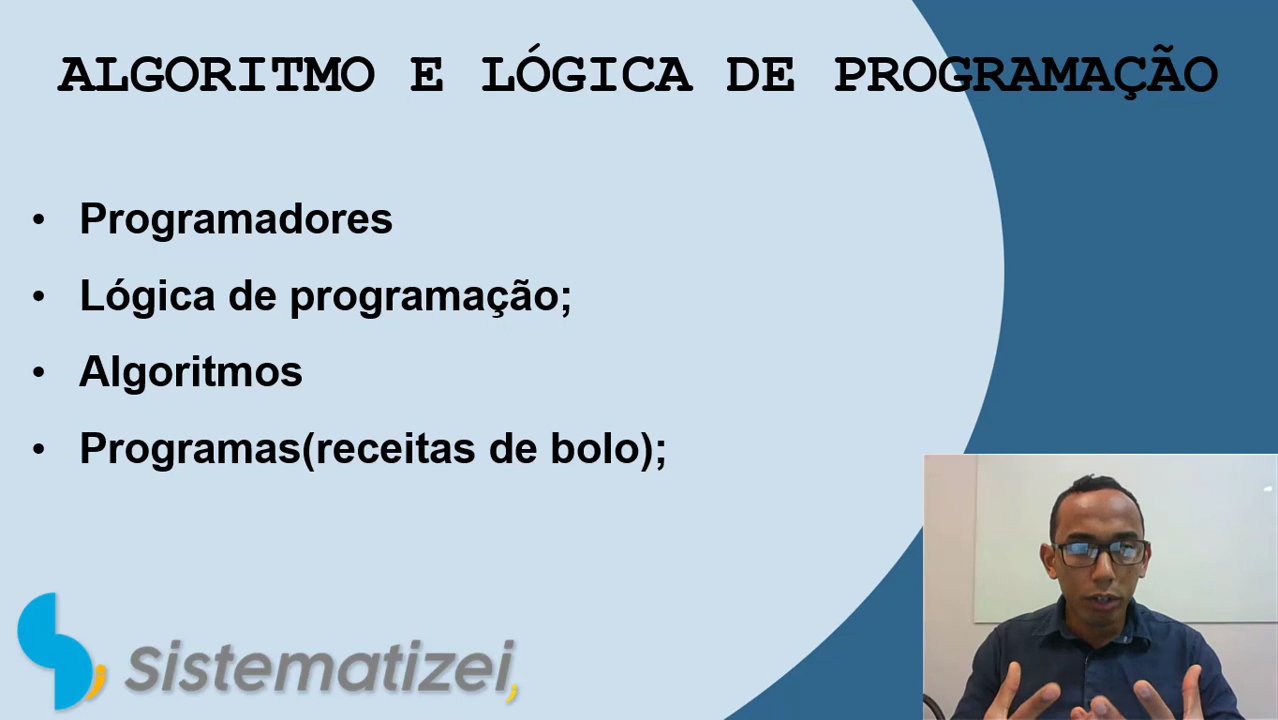 ALGORITMO E LÓGICA DE PROGRAMAÇÃO
• Programadores
• Lógica de programação;
• Algoritmos
• Programas(receitas de bolo);
Sistematizei,